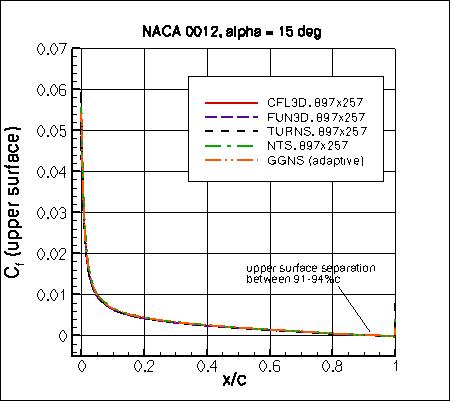 NACA 0012, alpha = 15 deg
0.07
0.06
0.05
0.04
0.03
0.02
0.01
0
Cf (upper surface)
CFL3D, 897x257
FUN3D, 897x257
TURNS, 897x257
NTS, 897x257
GGNS (adaptive)
upper surface separation
between 91-94%c
0 0.2 0.4 0.6 0.8 1
x/c